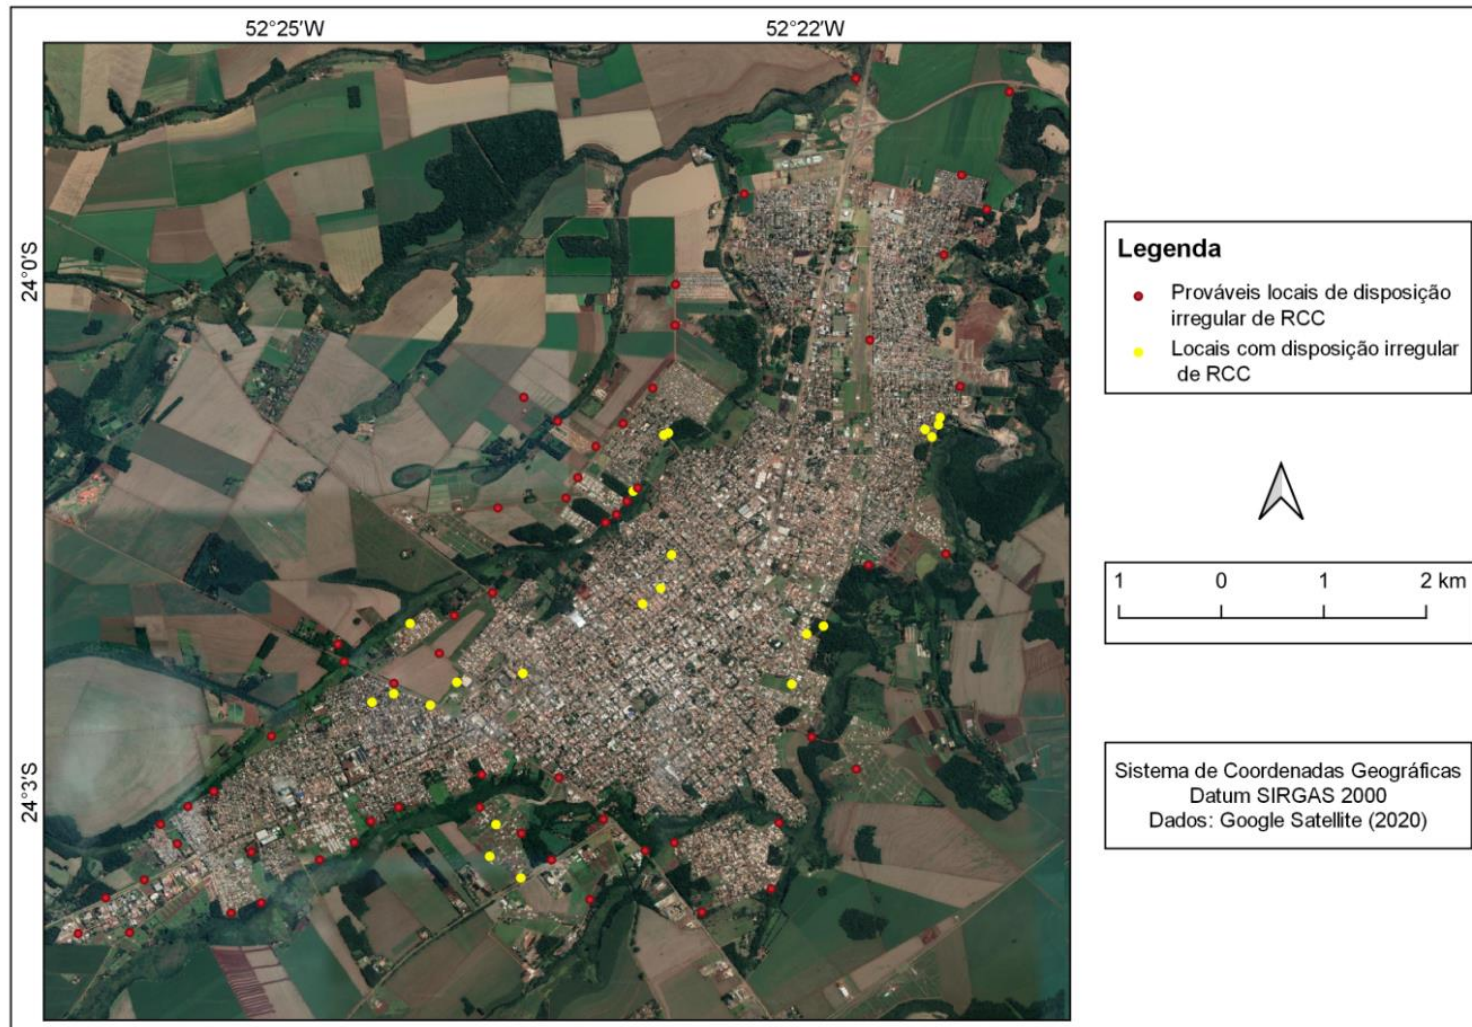 52°25'W
52°22'W
24°0'S
24°3'S
Legenda
Prováveis locais de disposição
irregular de RCC
Locais com disposição irregular
de RCC
1 0 1 2 km
Sistema de Coordenadas Geográficas
Datum SIRGAS 2000
Dados: Google Satellite (2020)